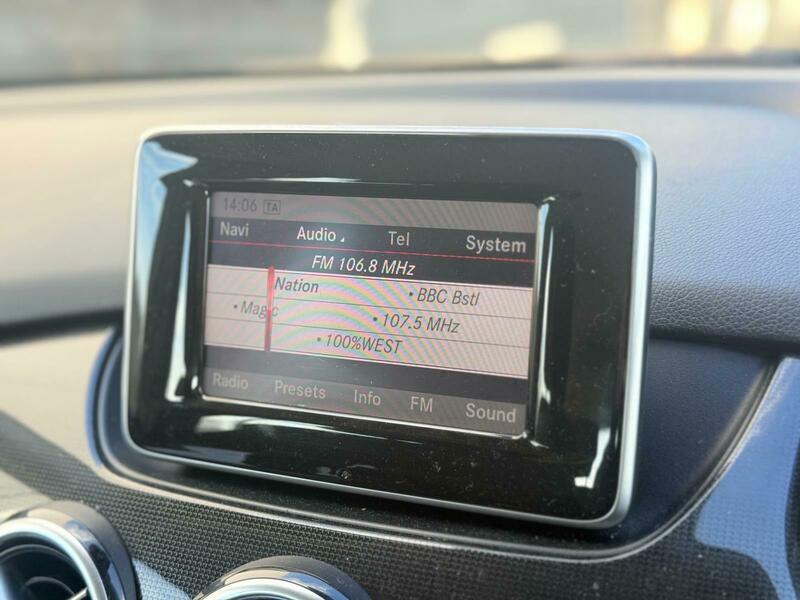 14:06 TA
Navi Audio Tel System
FM 106.8 MHz
Nation • BBC Bstl
• Magic • 107.5 MHz
• 100%WEST
Radio Presets Info FM Sound